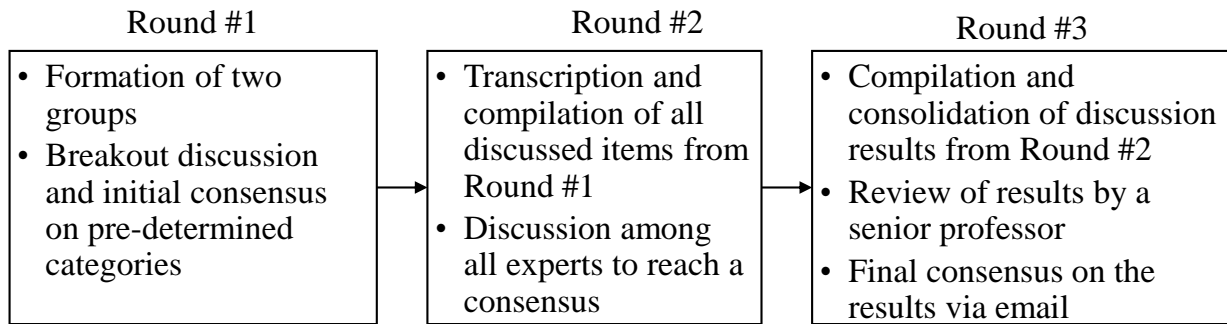 Round #1
• Formation of two
groups
• Breakout discussion
and initial consensus
on pre-determined
categories
Round #2
• Transcription and
compilation of all
discussed items from
Round #1
• Discussion among
all experts to reach a
consensus
Round #3
• Compilation and
consolidation of discussion
results from Round #2
• Review of results by a
senior professor
• Final consensus on the
results via email